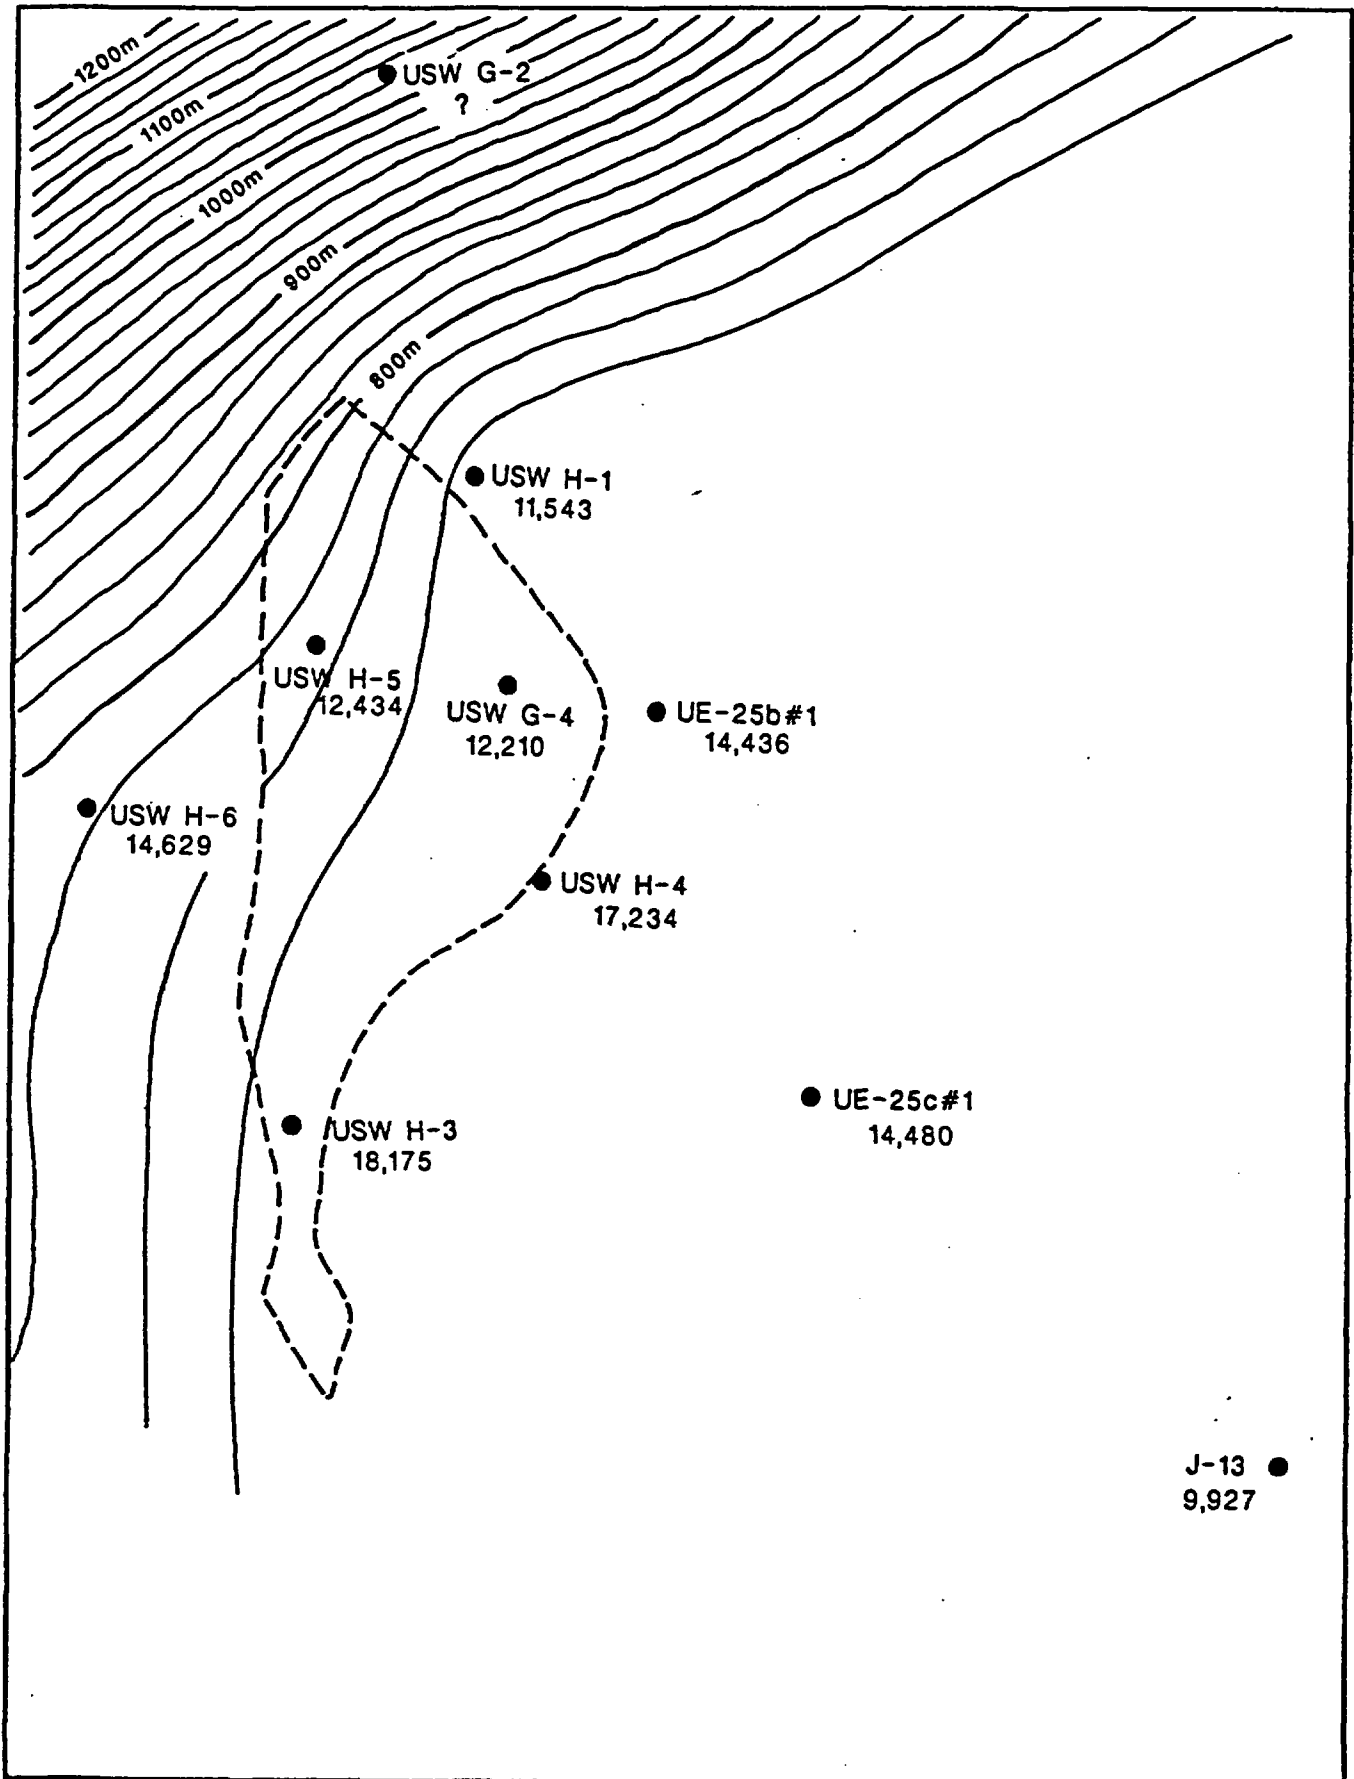 1200m
USW G-2
?
1100m
1000m
900m
800m
USW H-1
11,543
USW H-5
12,434
USW G-4
12,210
UE-25b#1
14,436
USW H-6
14,629
USW H-4
17,234
UE-25c#1
14,480
USW H-3
18,175
J-13
9,927